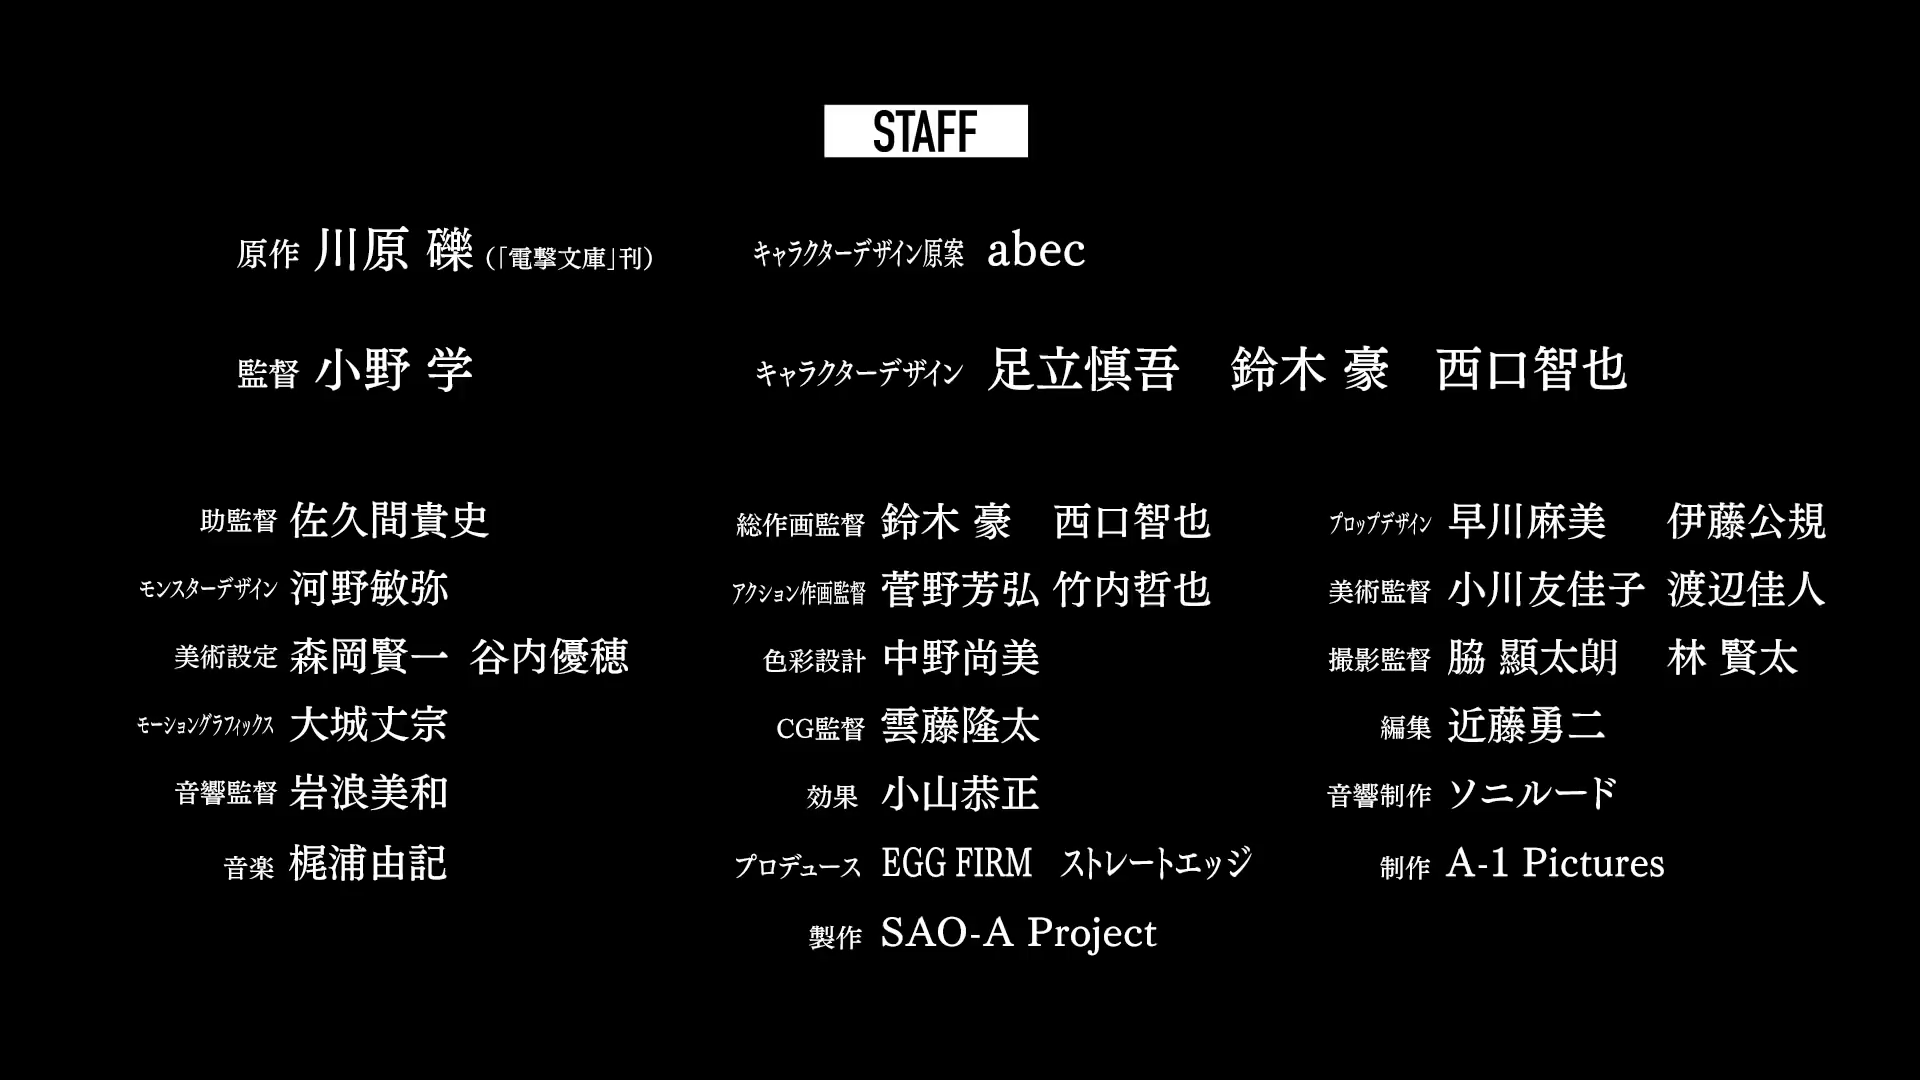 STAFF
原作 川原 礫（「電撃文庫」刊） キャラクターデザイン原案 abec
監督 小野 学 キャラクターデザイン 足立慎吾 鈴木 豪 西口智也
助監督 佐久間貴史 総作画監督 鈴木 豪 西口智也 プロップデザイン 早川麻美 伊藤公規
モンスターデザイン 河野敏弥 アクション作画監督 菅野芳弘 竹内哲也 美術監督 小川友佳子 渡辺佳人
美術設定 森岡賢一 谷内優穂 色彩設計 中野尚美 撮影監督 脇 顯太朗 林 賢太
モーショングラフィックス 大城丈宗 CG監督 雲藤隆太 編集 近藤勇二
音響監督 岩浪美和 効果 小山恭正 音響制作 ソニルード
音楽 梶浦由記 プロデュース EGG FIRM ストレートエッジ 制作 A-1 Pictures
製作 SAO-A Project